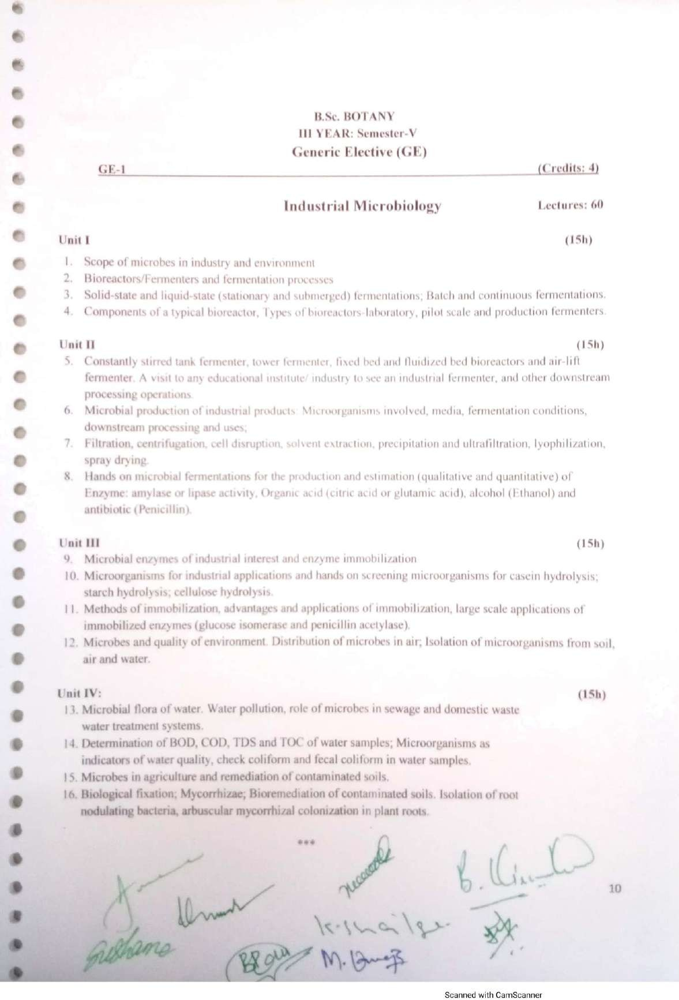 B.Sc. BOTANY
III YEAR: Semester-V
Generic Elective (GE)
GE-1 (Credits: 4)
Industrial Microbiology Lectures: 60
Unit I (15h)
1. Scope of microbes in industry and environment
2. Bioreactors/Fermenters and fermentation processes
3. Solid-state and liquid-state (stationary and submerged) fermentations; Batch and continuous fermentations.
4. Components of a typical bioreactor, Types of bioreactors-laboratory, pilot scale and production fermenters.
Unit II (15h)
5. Constantly stirred tank fermenter, tower fermenter, fixed bed and fluidized bed bioreactors and air-lift
fermenter. A visit to any educational institute/ industry to see an industrial fermenter, and other downstream
processing operations.
6. Microbial production of industrial products: Microorganisms involved, media, fermentation conditions,
downstream processing and uses;
7. Filtration, centrifugation, cell disruption, solvent extraction, precipitation and ultrafiltration, lyophilization,
spray drying.
8. Hands on microbial fermentations for the production and estimation (qualitative and quantitative) of
Enzyme: amylase or lipase activity, Organic acid (citric acid or glutamic acid), alcohol (Ethanol) and
antibiotic (Penicillin).
Unit III (15h)
9. Microbial enzymes of industrial interest and enzyme immobilization
10. Microorganisms for industrial applications and hands on screening microorganisms for casein hydrolysis;
starch hydrolysis; cellulose hydrolysis.
11. Methods of immobilization, advantages and applications of immobilization, large scale applications of
immobilized enzymes (glucose isomerase and penicillin acetylase).
12. Microbes and quality of environment. Distribution of microbes in air; Isolation of microorganisms from soil,
air and water.
Unit IV: (15h)
13. Microbial flora of water. Water pollution, role of microbes in sewage and domestic waste
water treatment systems.
14. Determination of BOD, COD, TDS and TOC of water samples; Microorganisms as
indicators of water quality, check coliform and fecal coliform in water samples.
15. Microbes in agriculture and remediation of contaminated soils.
16. Biological fixation; Mycorrhizae; Bioremediation of contaminated soils. Isolation of root
nodulating bacteria, arbuscular mycorrhizal colonization in plant roots.
***
10
Scanned with CamScanner